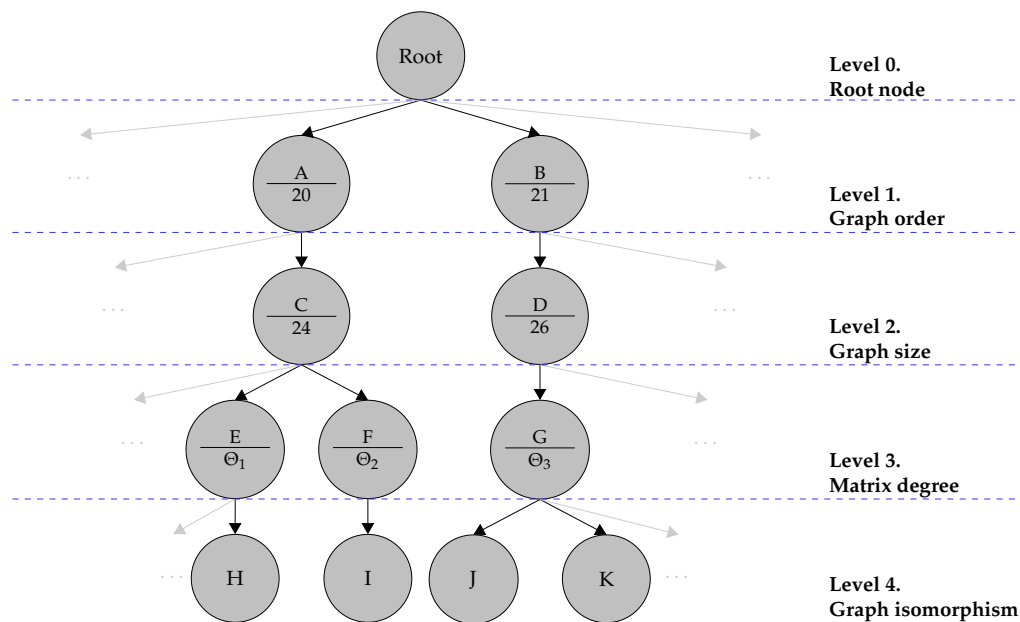 Root
Level 0.
Root node
...
A
20
B
21
...
Level 1.
Graph order
...
C
24
D
26
...
Level 2.
Graph size
...
E
Θ₁
F
Θ₂
G
Θ₃
...
Level 3.
Matrix degree
...
H
I
J
K
...
Level 4.
Graph isomorphism